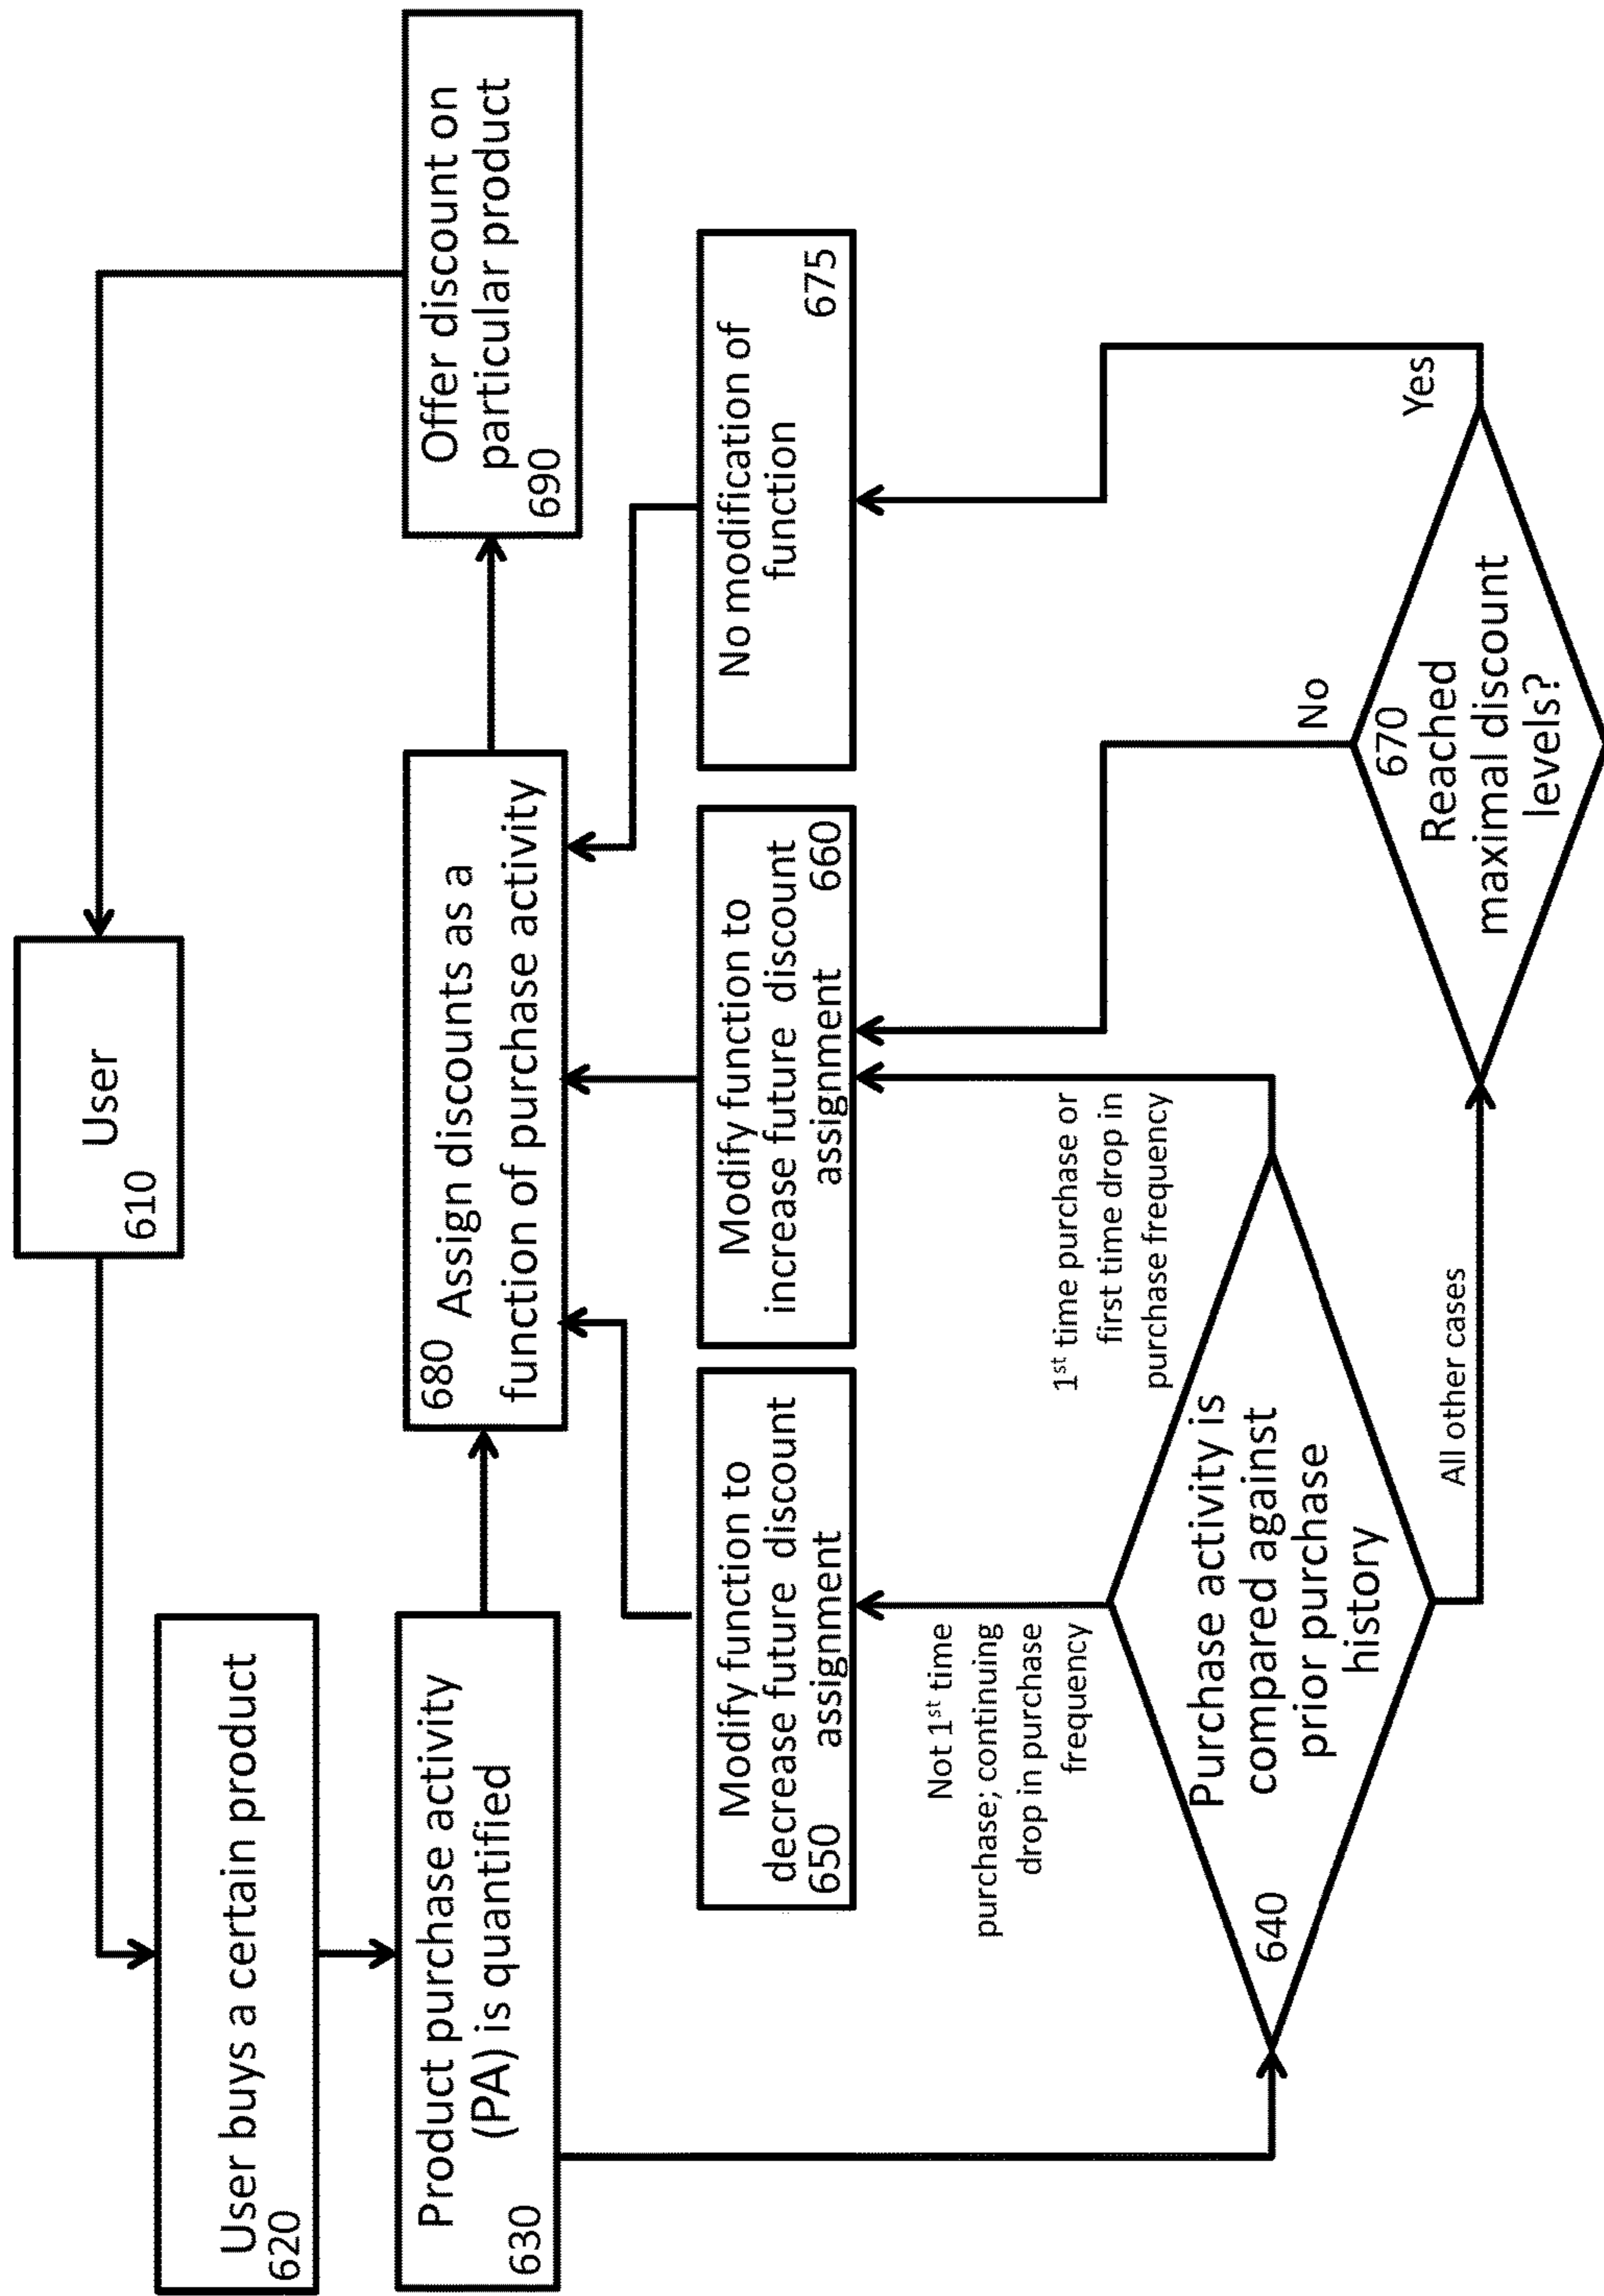 User
610
User buys a certain product
620
Product purchase activity
(PA) is quantified
630
680 Assign discounts as a
function of purchase activity
Offer discount on
particular product
690
Modify function to
decrease future discount
650 assignment
Modify function to
increase future discount
assignment 660
No modification of
function
675
Not 1st time
purchase; continuing
drop in purchase
frequency
1st time purchase or
first time drop in
purchase frequency
Purchase activity is
compared against
prior purchase
history
640
All other cases
No
Yes
670
Reached
maximal discount
levels?